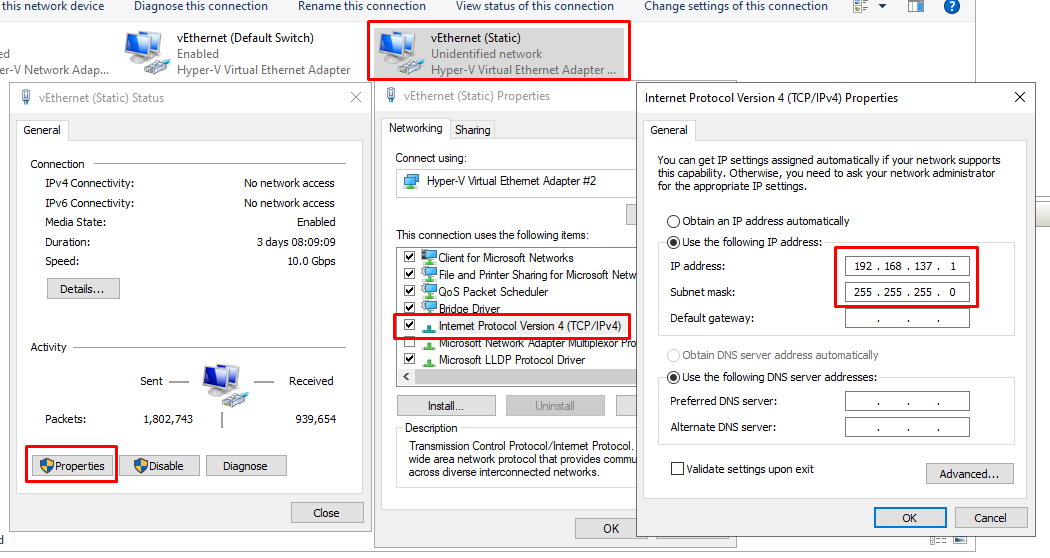 this network device
Diagnose this connection
Rename this connection
View status of this connection
Change settings of this connection
?
ed
r-V Network Adap...
vEthernet (Default Switch)
Enabled
Hyper-V Virtual Ethernet Adapter
vEthernet (Static)
Unidentified network
Hyper-V Virtual Ethernet Adapter ...
vEthernet (Static) Status
General
Connection
IPv4 Connectivity: No network access
IPv6 Connectivity: No network access
Media State: Enabled
Duration: 3 days 08:09:09
Speed: 10.0 Gbps
Details...
Activity
Sent — — Received
Packets: 1,802,743 939,654
Properties
Disable
Diagnose
Close
vEthernet (Static) Properties
Networking
Sharing
Connect using:
Hyper-V Virtual Ethernet Adapter #2
This connection uses the following items:
Client for Microsoft Networks
File and Printer Sharing for Microsoft Netw
QoS Packet Scheduler
Bridge Driver
Internet Protocol Version 4 (TCP/IPv4)
Microsoft Network Adapter Multiplexor Pro
Microsoft LLDP Protocol Driver
Install...
Uninstall
Description
Transmission Control Protocol/Internet Protocol.
wide area network protocol that provides commu
across diverse interconnected networks.
OK
Internet Protocol Version 4 (TCP/IPv4) Properties
General
You can get IP settings assigned automatically if your network supports
this capability. Otherwise, you need to ask your network administrator
for the appropriate IP settings.
Obtain an IP address automatically
Use the following IP address:
IP address: 192 . 168 . 137 . 1
Subnet mask: 255 . 255 . 255 . 0
Default gateway: . . .
Obtain DNS server address automatically
Use the following DNS server addresses:
Preferred DNS server: . . .
Alternate DNS server: . . .
Validate settings upon exit
Advanced...
OK
Cancel